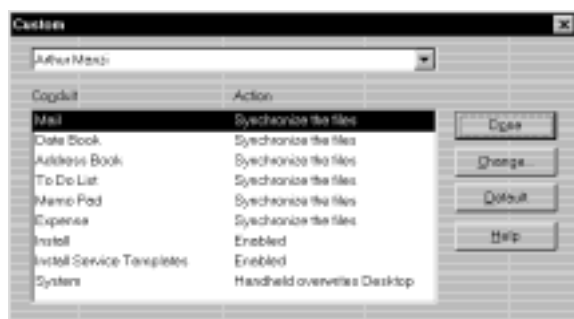 Custom
Arthur Manzi
Conduit Action
Mail Synchronize the files
Date Book Synchronize the files
Address Book Synchronize the files
To Do List Synchronize the files
Memo Pad Synchronize the files
Expense Synchronize the files
Install Enabled
Install Service Templates Enabled
System Handheld overwrites Desktop
Done
Change...
Default
Help